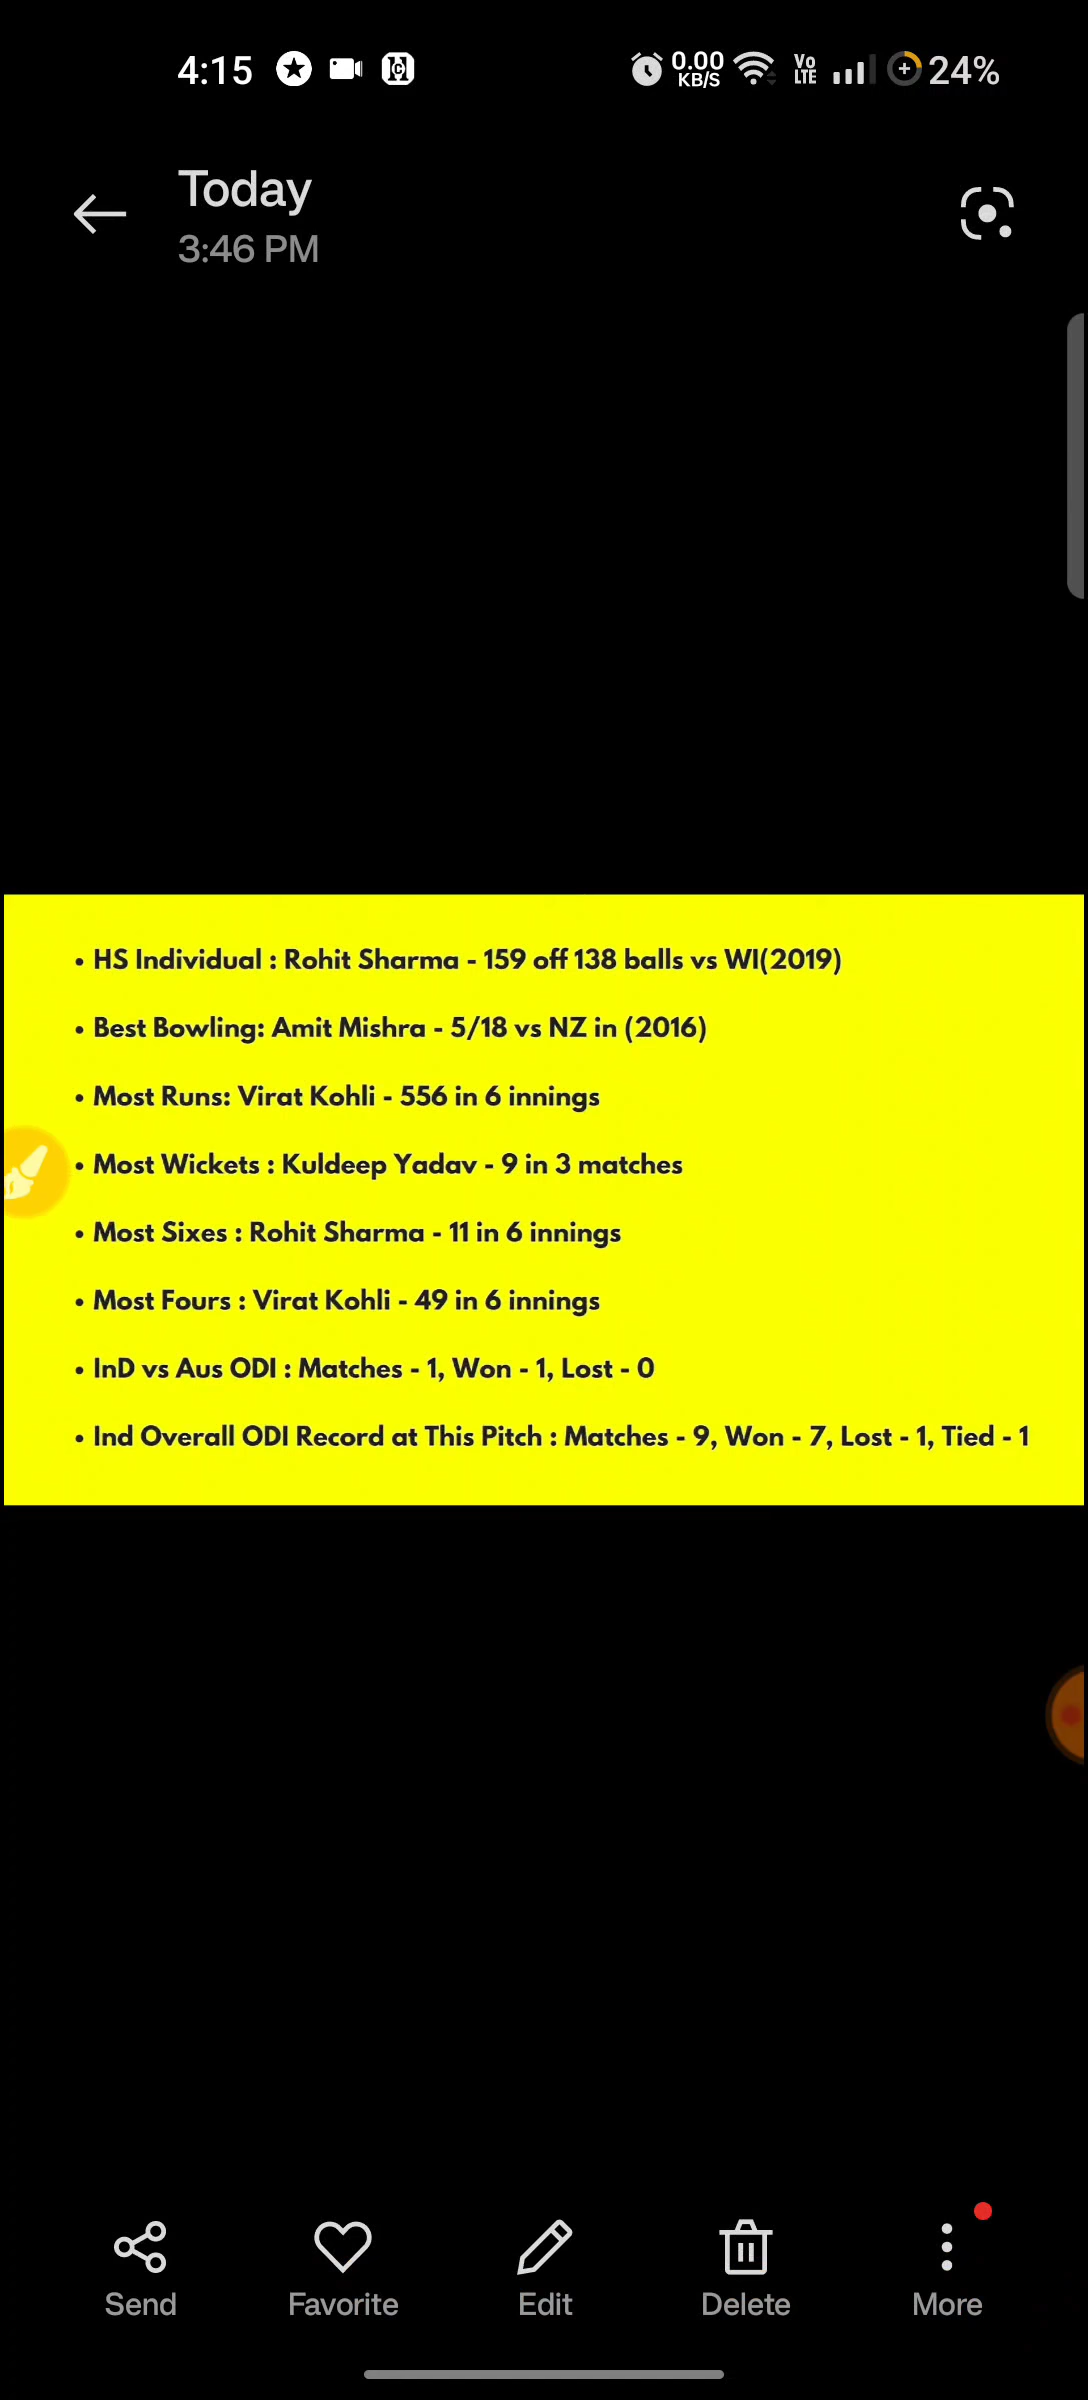 4:15 0.00 KB/S Vo LTE 24%
Today
3:46 PM
• HS Individual : Rohit Sharma - 159 off 138 balls vs WI(2019)
• Best Bowling: Amit Mishra - 5/18 vs NZ in (2016)
• Most Runs: Virat Kohli - 556 in 6 innings
• Most Wickets : Kuldeep Yadav - 9 in 3 matches
• Most Sixes : Rohit Sharma - 11 in 6 innings
• Most Fours : Virat Kohli - 49 in 6 innings
• InD vs Aus ODI : Matches - 1, Won - 1, Lost - 0
• Ind Overall ODI Record at This Pitch : Matches - 9, Won - 7, Lost - 1, Tied - 1
Send Favorite Edit Delete More